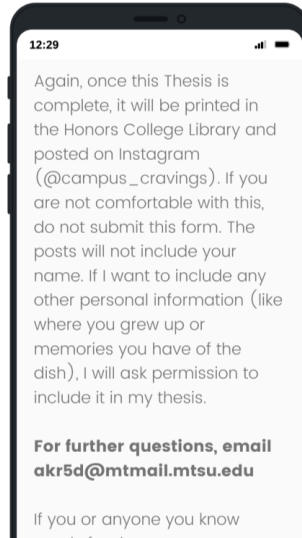 12:29
Again, once this Thesis is
complete, it will be printed in
the Honors College Library and
posted on Instagram
(@campus_cravings). If you
are not comfortable with this,
do not submit this form. The
posts will not include your
name. If I want to include any
other personal information (like
where you grew up or
memories you have of the
dish), I will ask permission to
include it in my thesis.
For further questions, email
akr5d@mtmail.mtsu.edu
If you or anyone you know